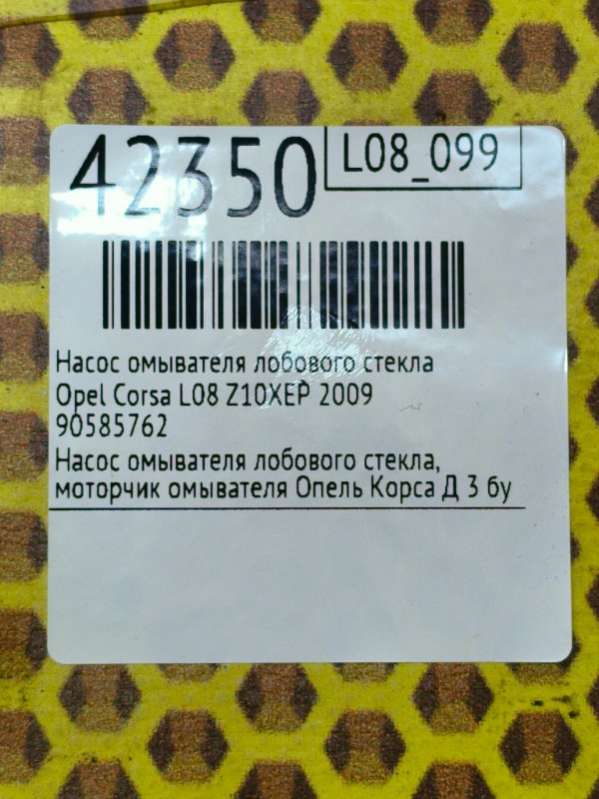 42350
L08_099
Насос омывателя лобового стекла
Opel Corsa L08 Z10XEP 2009
90585762
Насос омывателя лобового стекла,
моторчик омывателя Опель Корса Д 3 бу